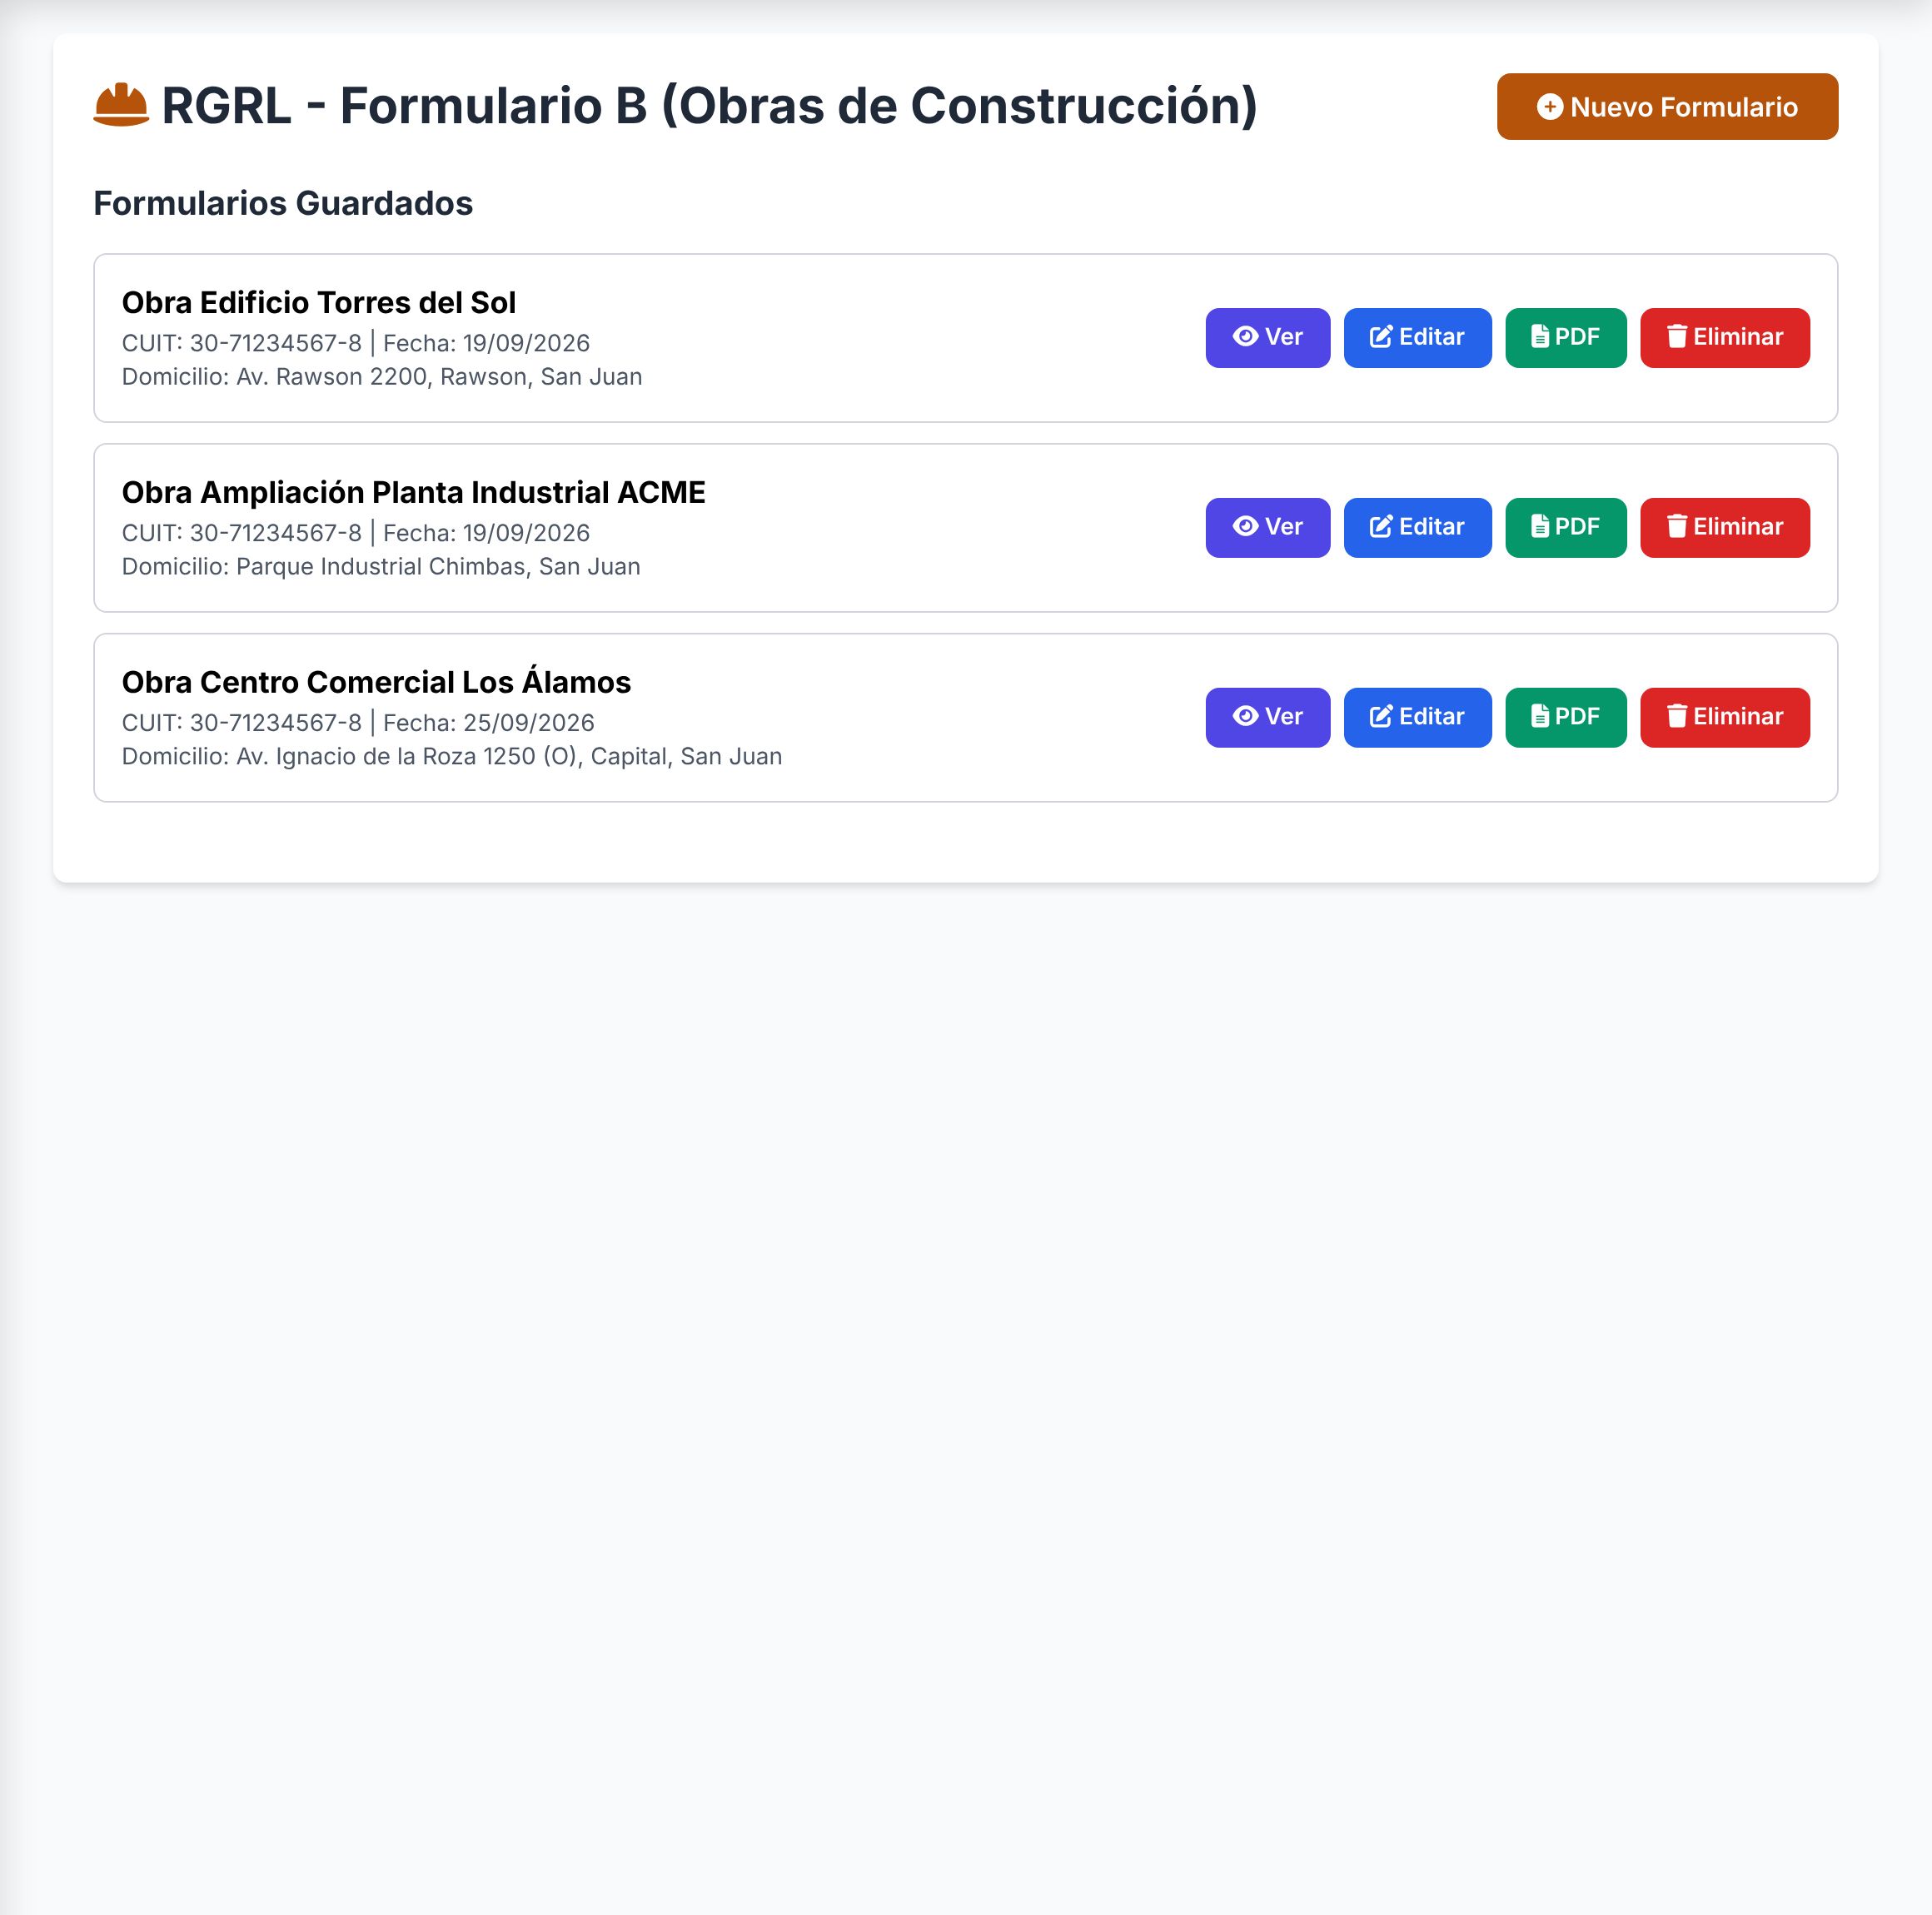 RGRL - Formulario B (Obras de Construcción)
Nuevo Formulario
Formularios Guardados
Obra Edificio Torres del Sol
CUIT: 30-71234567-8 | Fecha: 19/09/2026
Domicilio: Av. Rawson 2200, Rawson, San Juan
Ver Editar PDF Eliminar
Obra Ampliación Planta Industrial ACME
CUIT: 30-71234567-8 | Fecha: 19/09/2026
Domicilio: Parque Industrial Chimbas, San Juan
Ver Editar PDF Eliminar
Obra Centro Comercial Los Álamos
CUIT: 30-71234567-8 | Fecha: 25/09/2026
Domicilio: Av. Ignacio de la Roza 1250 (O), Capital, San Juan
Ver Editar PDF Eliminar